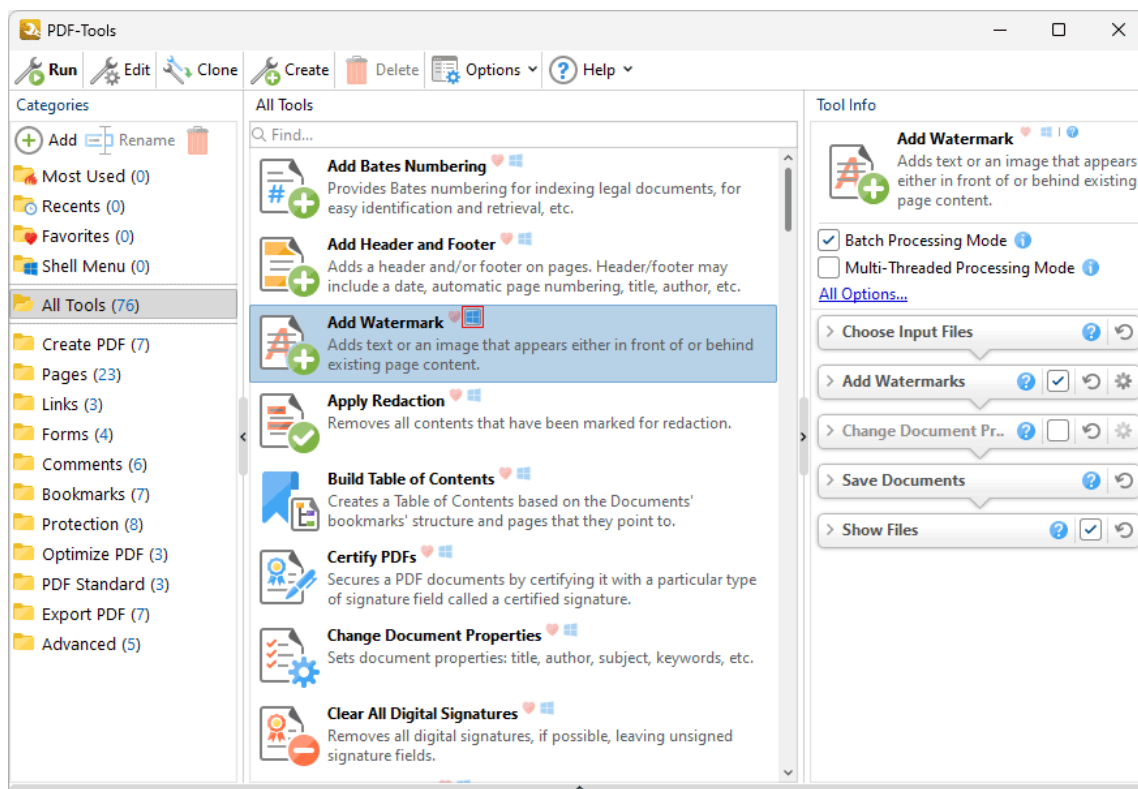 PDF-Tools
Run Edit Clone Create Delete Options Help
Categories
Add Rename
Most Used (0)
Recents (0)
Favorites (0)
Shell Menu (0)
All Tools (76)
Create PDF (7)
Pages (23)
Links (3)
Forms (4)
Comments (6)
Bookmarks (7)
Protection (8)
Optimize PDF (3)
PDF Standard (3)
Export PDF (7)
Advanced (5)
All Tools
Find...
Add Bates Numbering
Provides Bates numbering for indexing legal documents, for
easy identification and retrieval, etc.
Add Header and Footer
Adds a header and/or footer on pages. Header/footer may
include a date, automatic page numbering, title, author, etc.
Add Watermark
Adds text or an image that appears either in front of or behind
existing page content.
Apply Redaction
Removes all contents that have been marked for redaction.
Build Table of Contents
Creates a Table of Contents based on the Documents'
bookmarks' structure and pages that they point to.
Certify PDFs
Secures a PDF documents by certifying it with a particular type
of signature field called a certified signature.
Change Document Properties
Sets document properties: title, author, subject, keywords, etc.
Clear All Digital Signatures
Removes all digital signatures, if possible, leaving unsigned
signature fields.
Tool Info
Add Watermark
Adds text or an image that appears
either in front of or behind existing
page content.
Batch Processing Mode
Multi-Threaded Processing Mode
All Options...
Choose Input Files
Add Watermarks
Change Document Pr..
Save Documents
Show Files